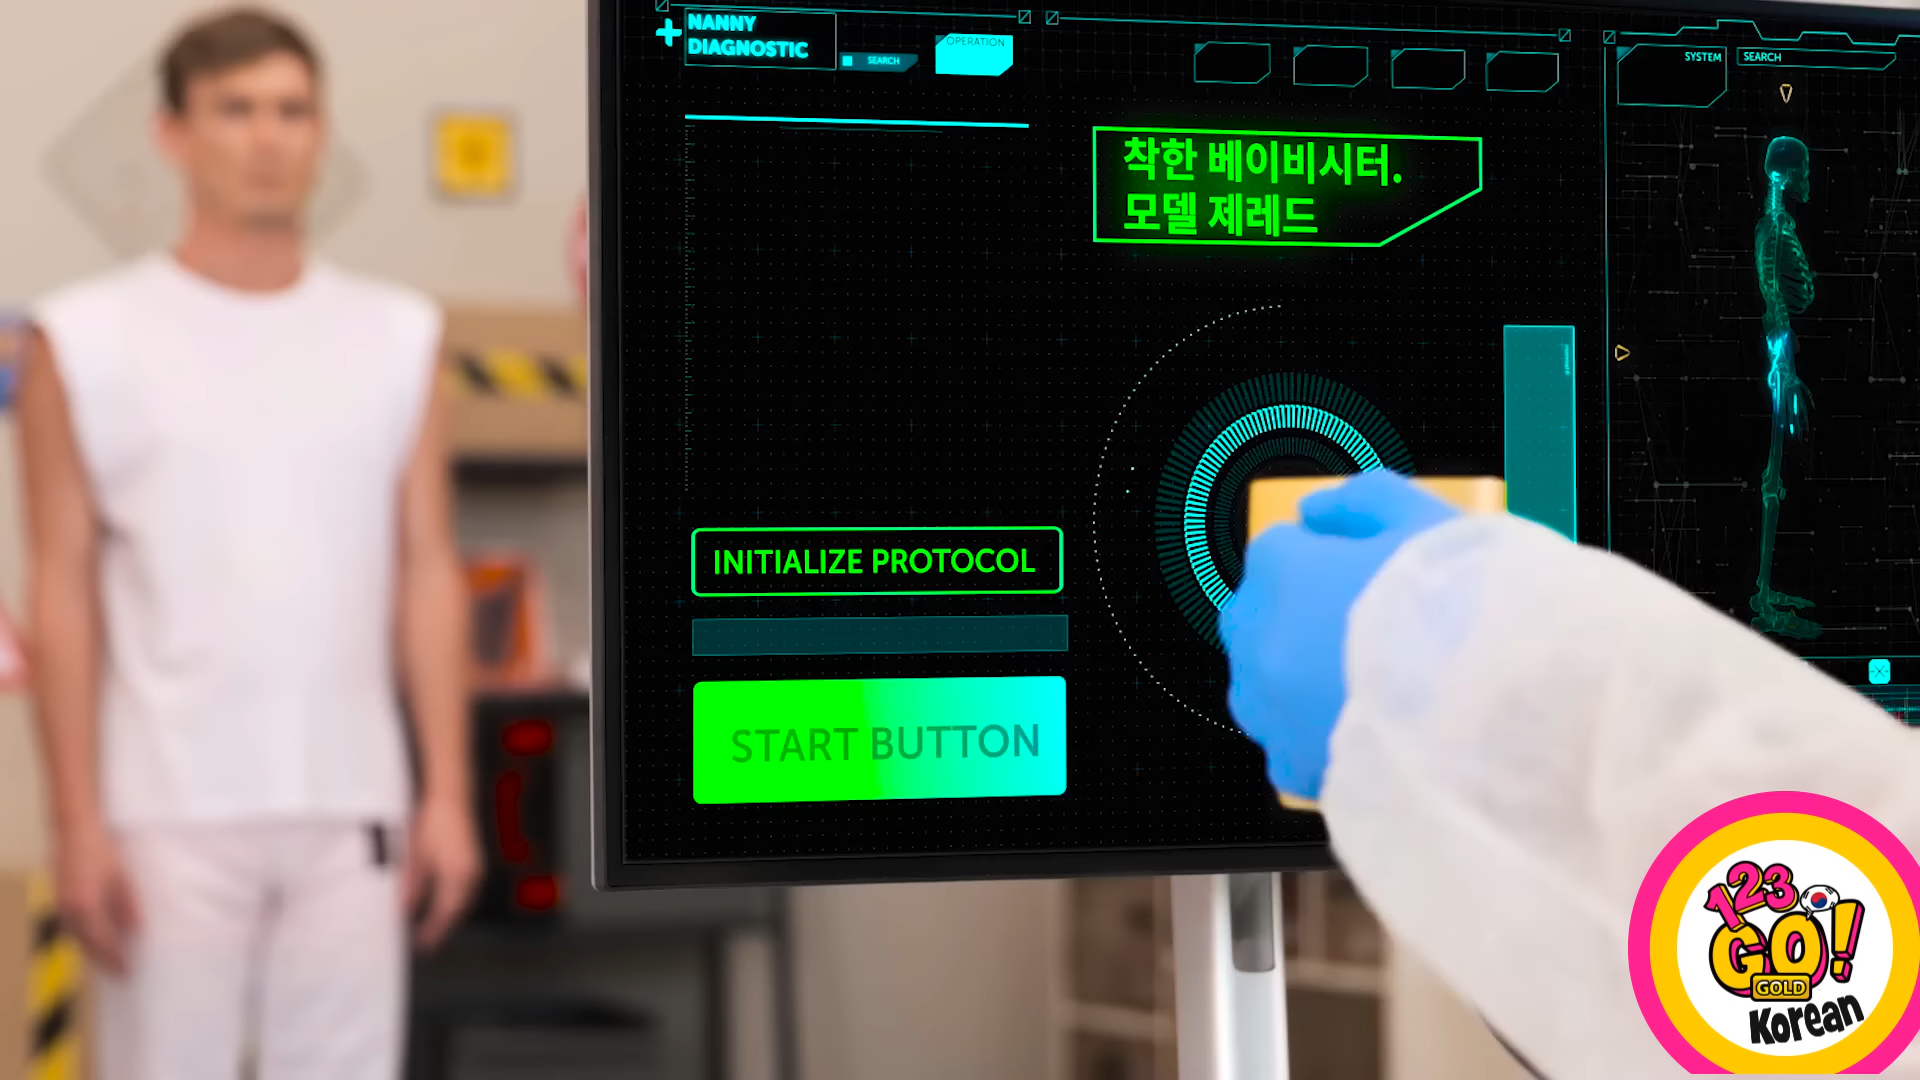 NANNY
DIAGNOSTIC
SEARCH
OPERATION
SYSTEM
SEARCH
착한 베이비시터.
모델 제레드
INITIALIZE PROTOCOL
START BUTTON
123
GO!
GOLD
Korean